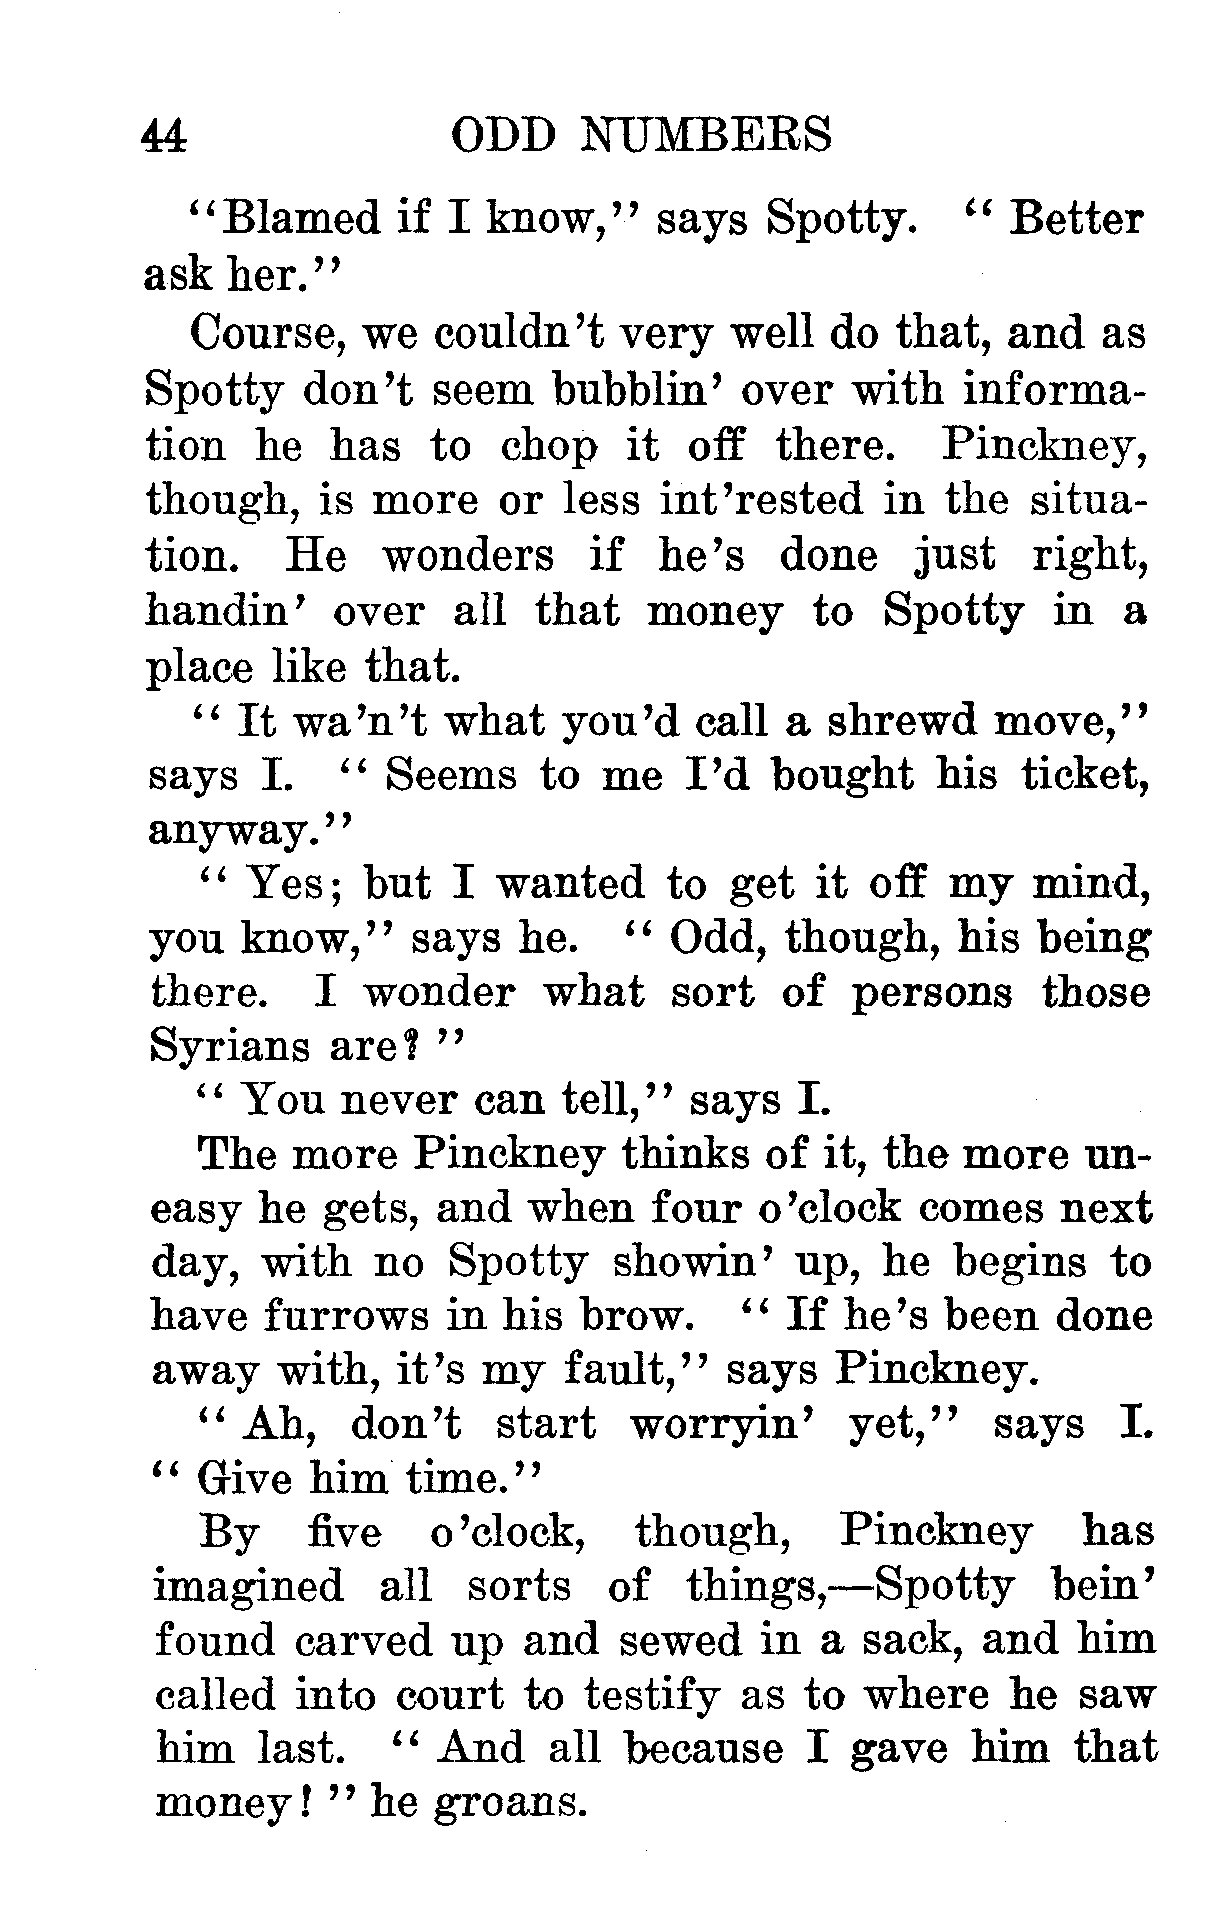 44 ODD NUMBERS
"Blamed if I know," says Spotty. "Better
ask her."
Course, we couldn't very well do that, and as
Spotty don't seem bubblin' over with informa-
tion he has to chop it off there. Pinckney,
though, is more or less int'rested in the situa-
tion. He wonders if he's done just right,
handin' over all that money to Spotty in a
place like that.
"It wa'n't what you'd call a shrewd move,"
says I. "Seems to me I'd bought his ticket,
anyway."
"Yes; but I wanted to get it off my mind,
you know," says he. "Odd, though, his being
there. I wonder what sort of persons those
Syrians are?"
"You never can tell," says I.
The more Pinckney thinks of it, the more un-
easy he gets, and when four o'clock comes next
day, with no Spotty showin' up, he begins to
have furrows in his brow. "If he's been done
away with, it's my fault," says Pinckney.
"Ah, don't start worryin' yet," says I.
"Give him time."
By five o'clock, though, Pinckney has
imagined all sorts of things,—Spotty bein'
found carved up and sewed in a sack, and him
called into court to testify as to where he saw
him last. "And all because I gave him that
money!" he groans.